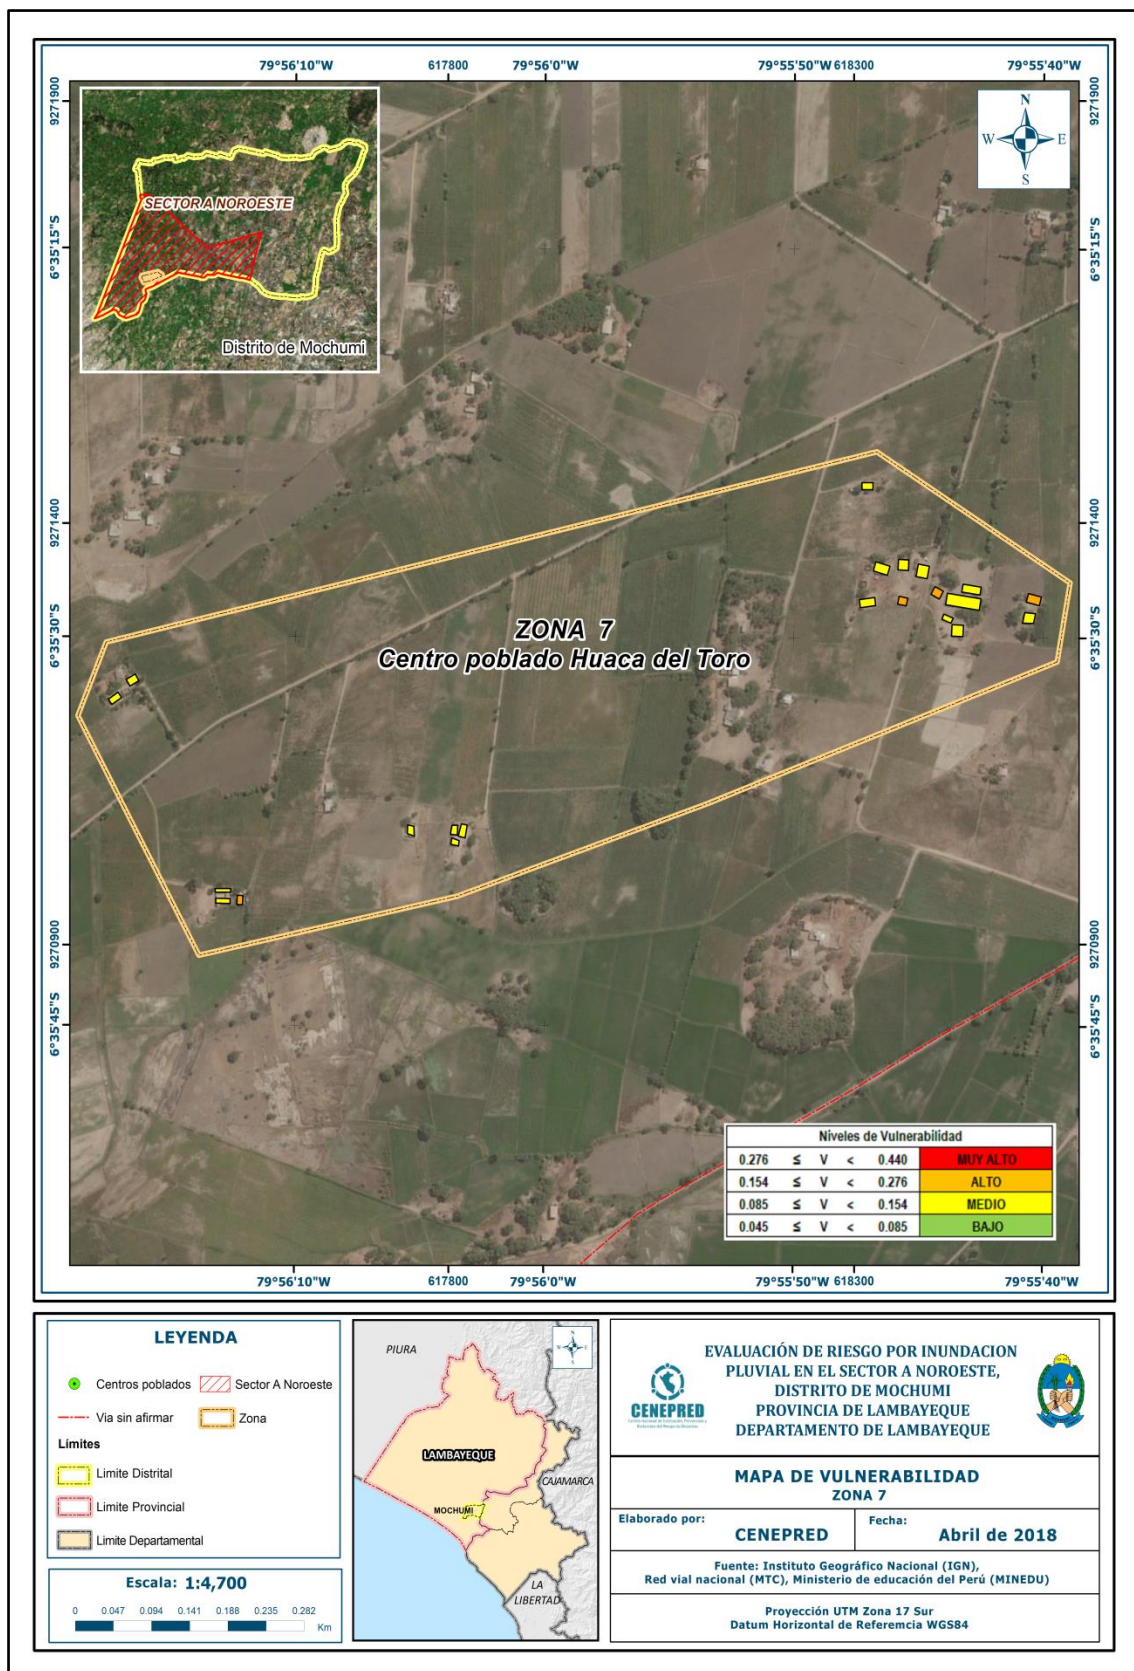 79°56'10"W
617800
79°56'0"W
79°55'50"W
618300
79°55'40"W
9271900
6°35'15"S
9271400
6°35'30"S
9270900
6°35'45"S
9271900
6°35'15"S
9271400
6°35'30"S
9270900
6°35'45"S
N
W
E
S
SECTOR A NOROESTE
Distrito de Mochumi
ZONA 7
Centro poblado Huaca del Toro
Niveles de Vulnerabilidad
0.276 ≤ V < 0.440 MUY ALTO
0.154 ≤ V < 0.276 ALTO
0.085 ≤ V < 0.154 MEDIO
0.045 ≤ V < 0.085 BAJO
79°56'10"W
617800
79°56'0"W
79°55'50"W
618300
79°55'40"W
LEYENDA
Centros poblados
Sector A Noroeste
Via sin afirmar
Zona
Límites
Limite Distrital
Limite Provincial
Limite Departamental
Escala: 1:4,700
0 0.047 0.094 0.141 0.188 0.235 0.282
Km
PIURA
LAMBAYEQUE
CAJAMARCA
MOCHUMI
LA
LIBERTAD
CENEPRED
EVALUACIÓN DE RIESGO POR INUNDACION
PLUVIAL EN EL SECTOR A NOROESTE,
DISTRITO DE MOCHUMI
PROVINCIA DE LAMBAYEQUE
DEPARTAMENTO DE LAMBAYEQUE
MAPA DE VULNERABILIDAD
ZONA 7
Elaborado por:
CENEPRED
Fecha:
Abril de 2018
Fuente: Instituto Geográfico Nacional (IGN),
Red vial nacional (MTC), Ministerio de educación del Perú (MINEDU)
Proyección UTM Zona 17 Sur
Datum Horizontal de Referencia WGS84